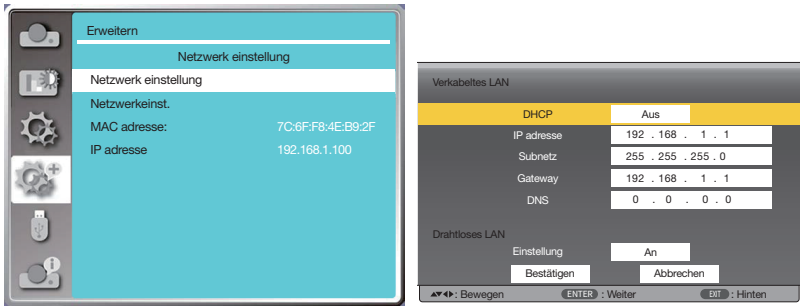 Erweitern
Netzwerk einstellung
Netzwerk einstellung
Netzwerkeinst.
MAC adresse: 7C:6F:F8:4E:B9:2F
IP adresse 192.168.1.100
Verkabeltes LAN
DHCP Aus
IP adresse 192 . 168 . 1 . 1
Subnetz 255 . 255 . 255 . 0
Gateway 192 . 168 . 1 . 1
DNS 0 . 0 . 0 . 0
Drahtloses LAN
Einstellung An
Bestätigen Abbrechen
▲▼◀▶: Bewegen ENTER : Weiter EXIT : Hinten